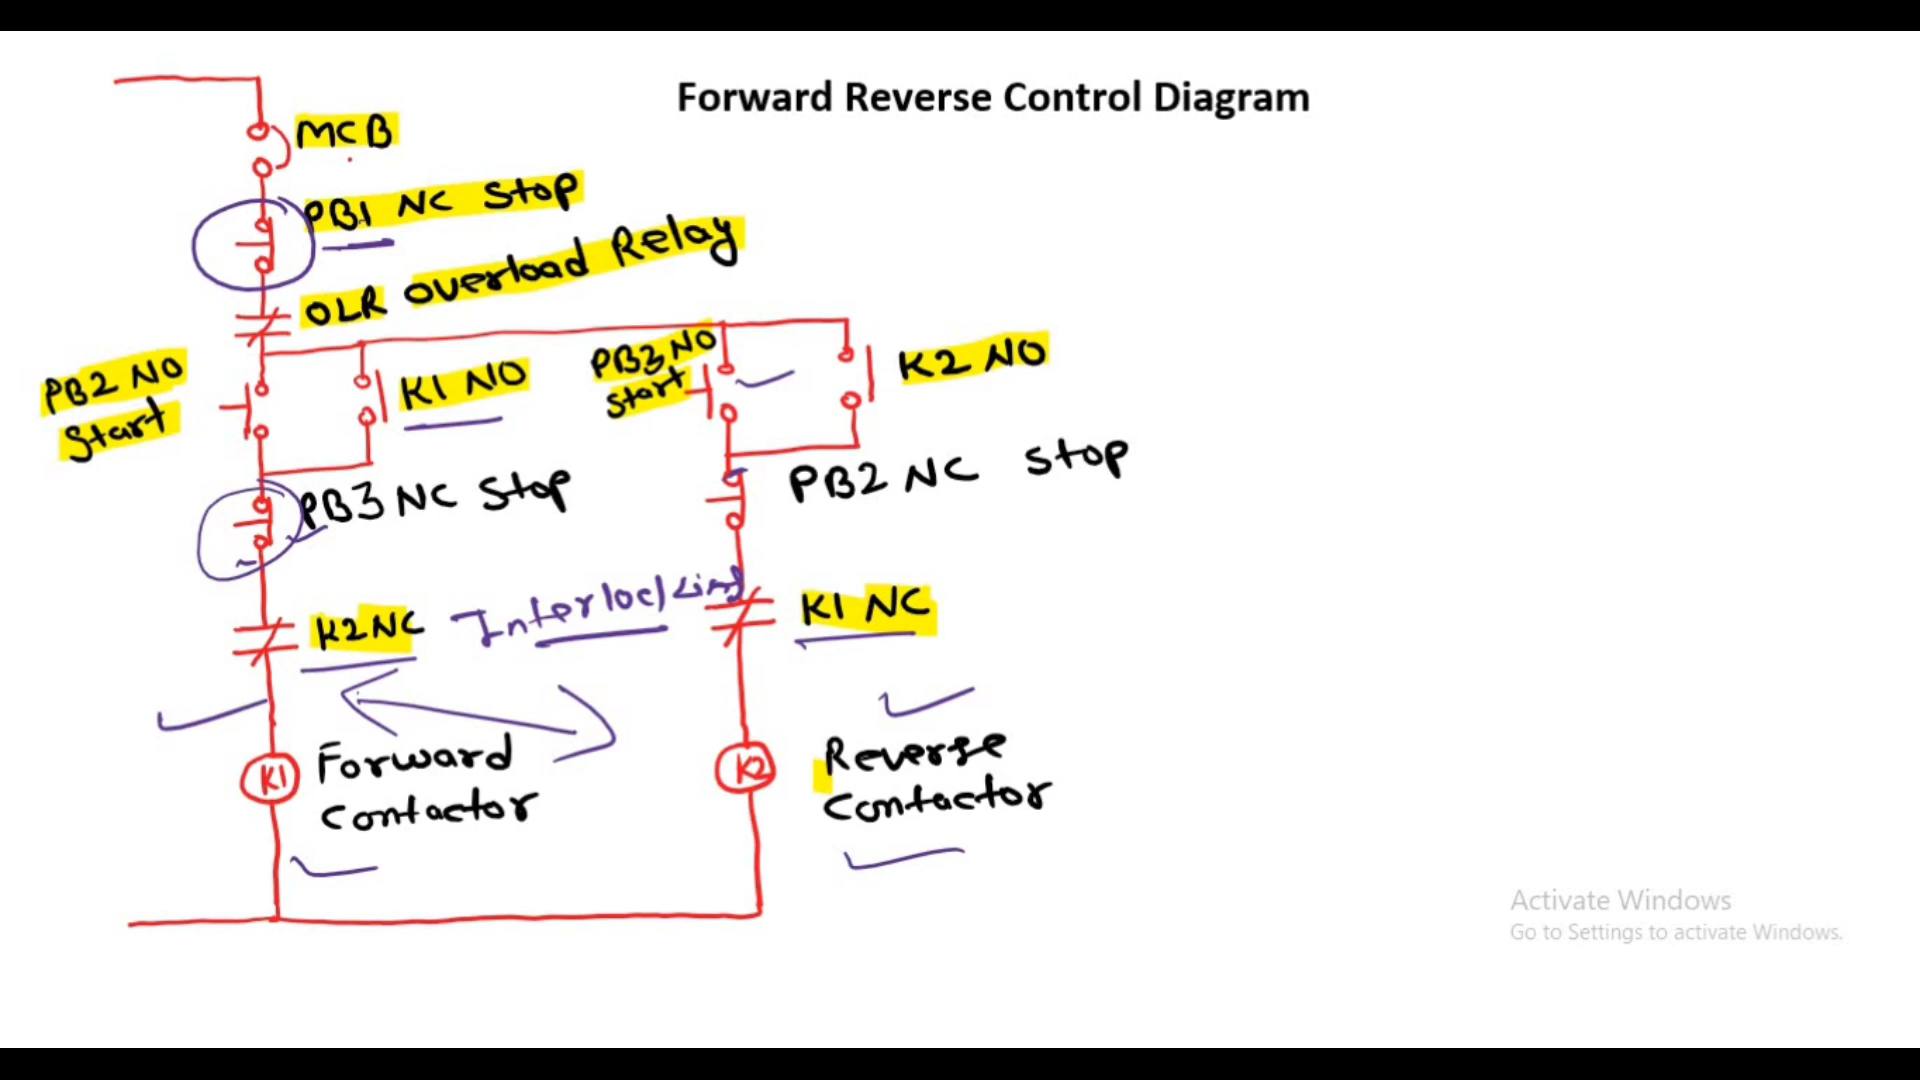 Forward Reverse Control Diagram
MCB
PB1 NC Stop
OLR Overload Relay
PB2 NO
Start
K1 NO
PB3 NO
Start
K2 NO
PB3 NC Stop
PB2 NC Stop
K2 NC
Interlocking
K1 NC
K1
Forward
Contactor
K2
Reverse
Contactor
Activate Windows
Go to Settings to activate Windows.